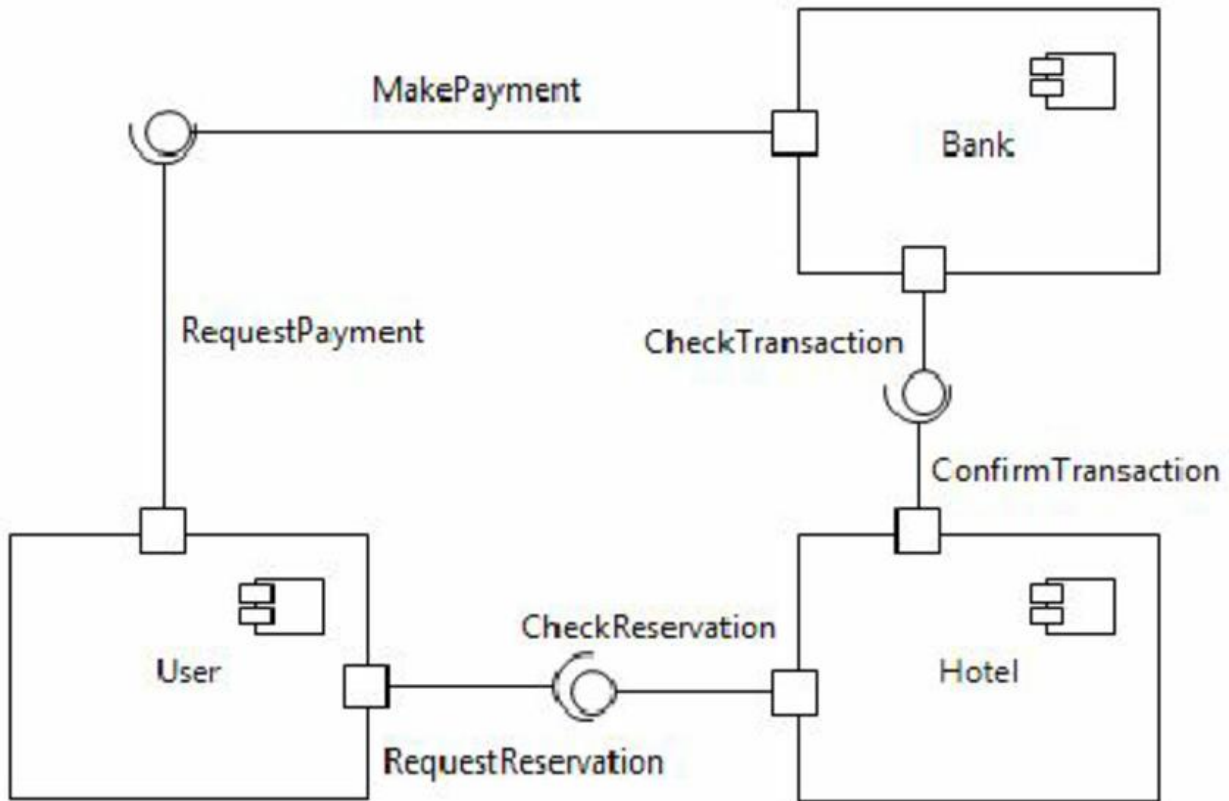 MakePayment
Bank
RequestPayment
CheckTransaction
ConfirmTransaction
CheckReservation
User
Hotel
RequestReservation